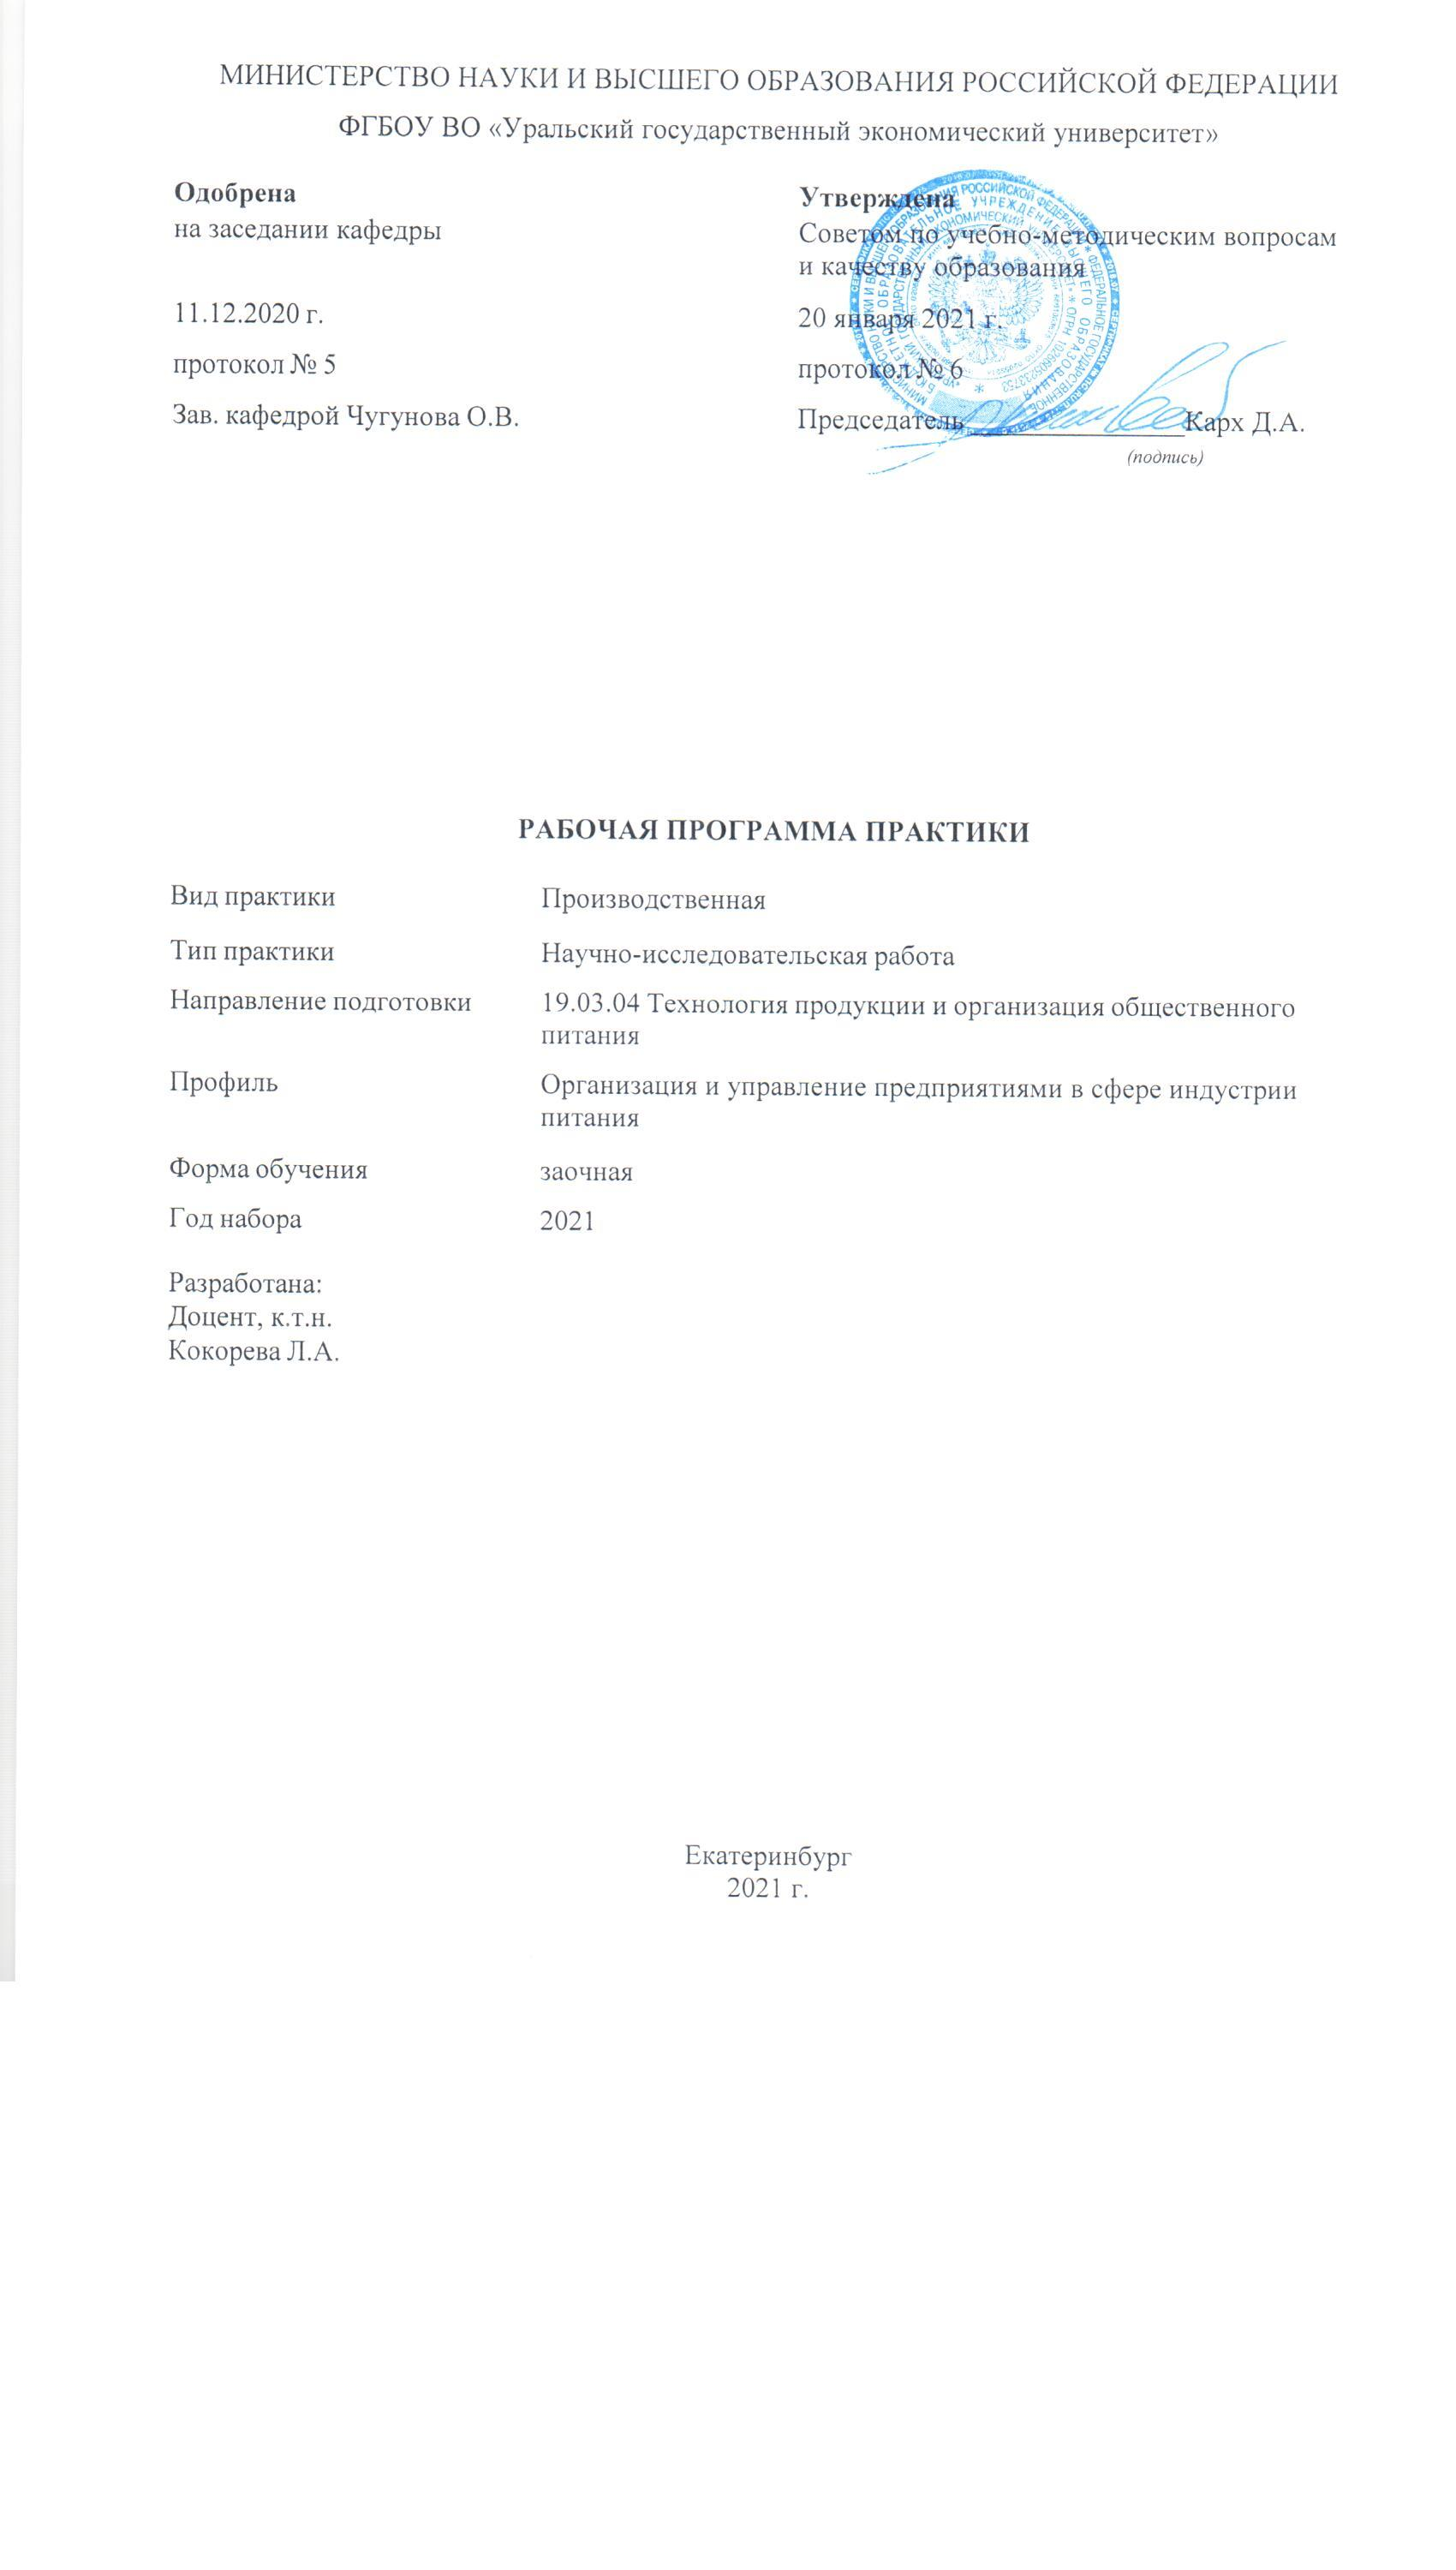 МИНИСТЕРСТВО НАУКИ И ВЫСШЕГО ОБРАЗОВАНИЯ РОССИЙСКОЙ ФЕДЕРАЦИИ
ФГБОУ ВО «Уральский государственный экономический университет»
Одобрена
на заседании кафедры
11.12.2020 г.
протокол № 5
Зав. кафедрой Чугунова О.В.
Утверждена
Советом по учебно-методическим вопросам
и качеству образования
20 января 2021 г.
протокол № 6
Председатель ________________Карх Д.А.
(подпись)
РАБОЧАЯ ПРОГРАММА ПРАКТИКИ
Вид практики Производственная
Тип практики Научно-исследовательская работа
Направление подготовки 19.03.04 Технология продукции и организация общественного
питания
Профиль Организация и управление предприятиями в сфере индустрии
питания
Форма обучения заочная
Год набора 2021
Разработана:
Доцент, к.т.н.
Кокорева Л.А.
Екатеринбург
2021 г.